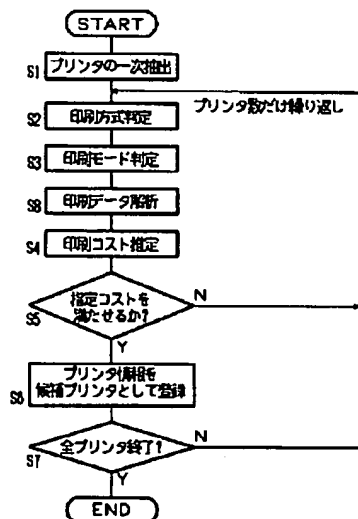 START
S1 プリンタの一次抽出
プリンタ数だけ繰り返し
S2 印刷方式判定
S3 印刷モード判定
S8 印刷データ解析
S4 印刷コスト推定
指定コストを
満たせるか?
N
S5
Y
プリンタ情報を
候補プリンタとして登録
S6
全プリンタ終了?
N
S7
Y
END